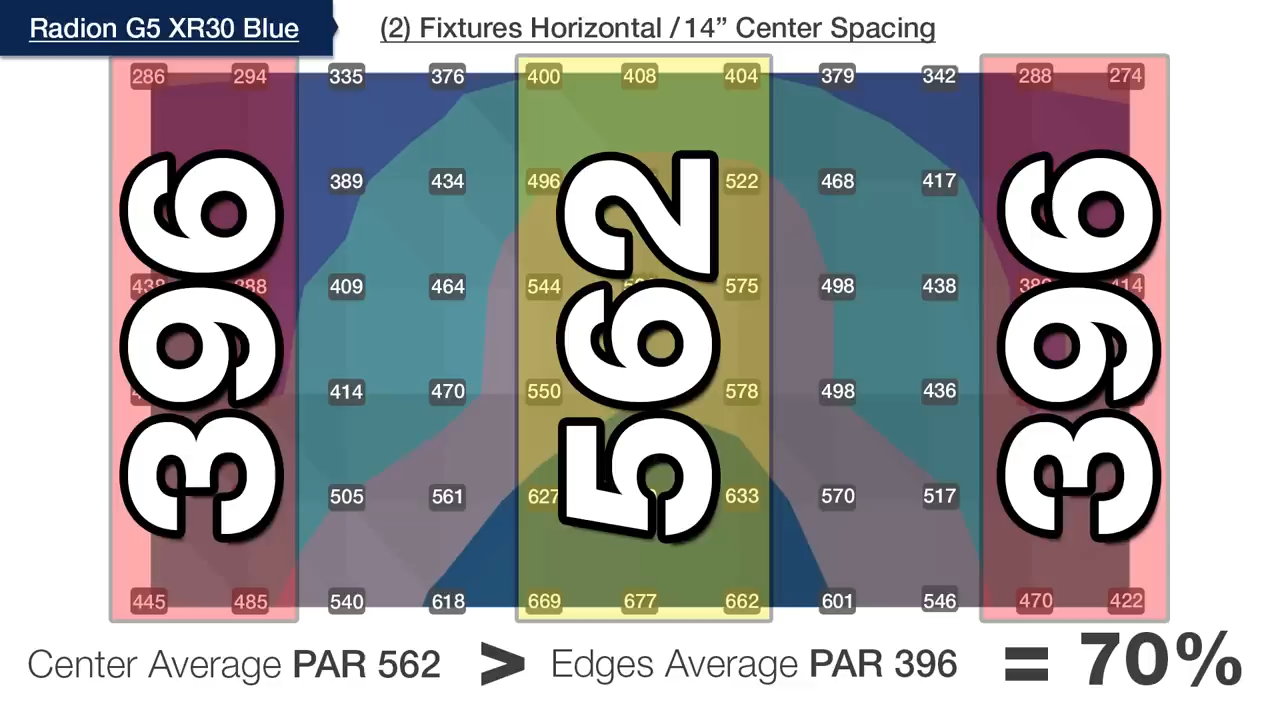 Radion G5 XR30 Blue
(2) Fixtures Horizontal / 14” Center Spacing
286 294 335 376 400 408 404 379 342 288 274
389 434 496 522 468 417
409 464 544 575 498 438
414 470 550 578 498 436
505 561 627 633 570 517
445 485 540 618 669 677 662 601 546 470 422
396
562
396
Center Average PAR 562 > Edges Average PAR 396 = 70%